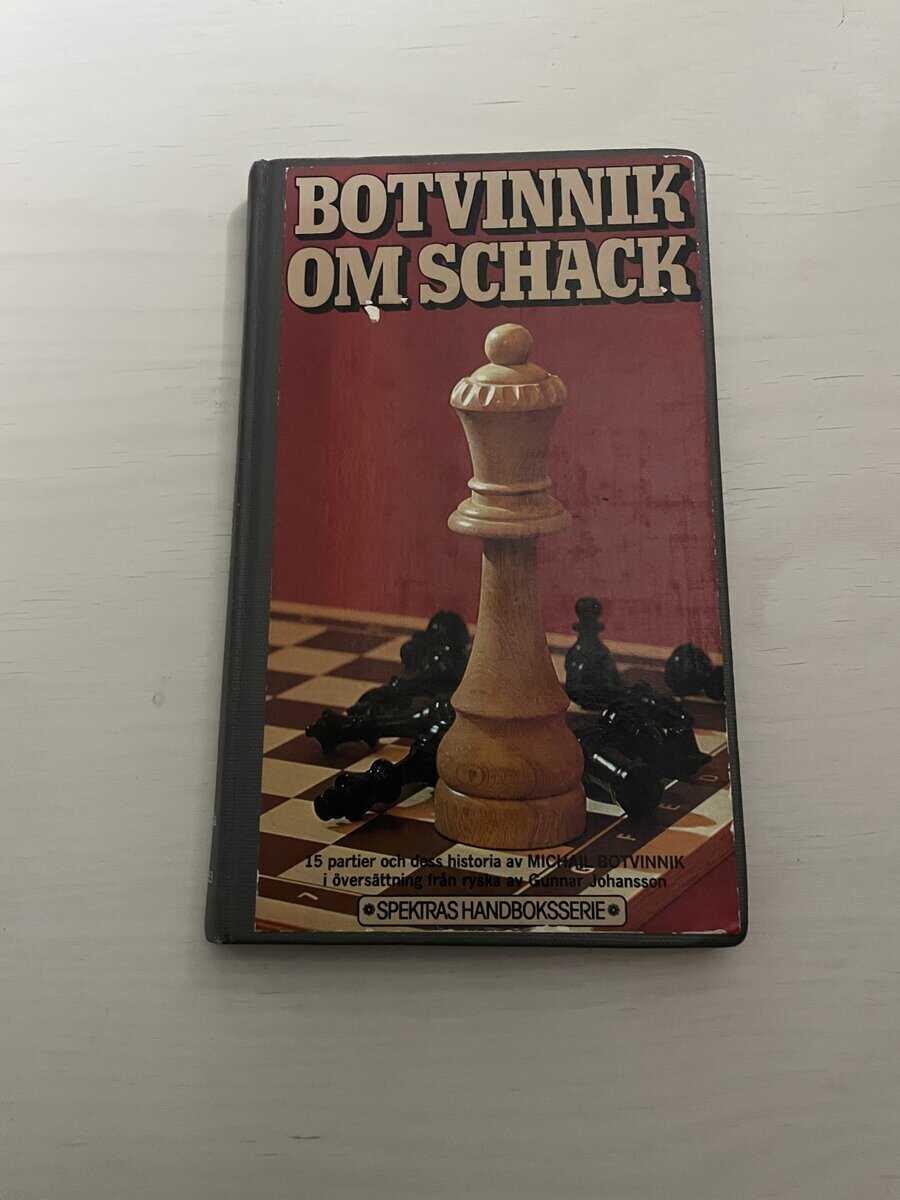 BOTVINNIK
OM SCHACK
15 partier och dess historia av MICHAIL BOTVINNIK
i översättning från ryska av Gunnar Johansson
SPEKTRAS HANDBOKSSERIE
F E D
7